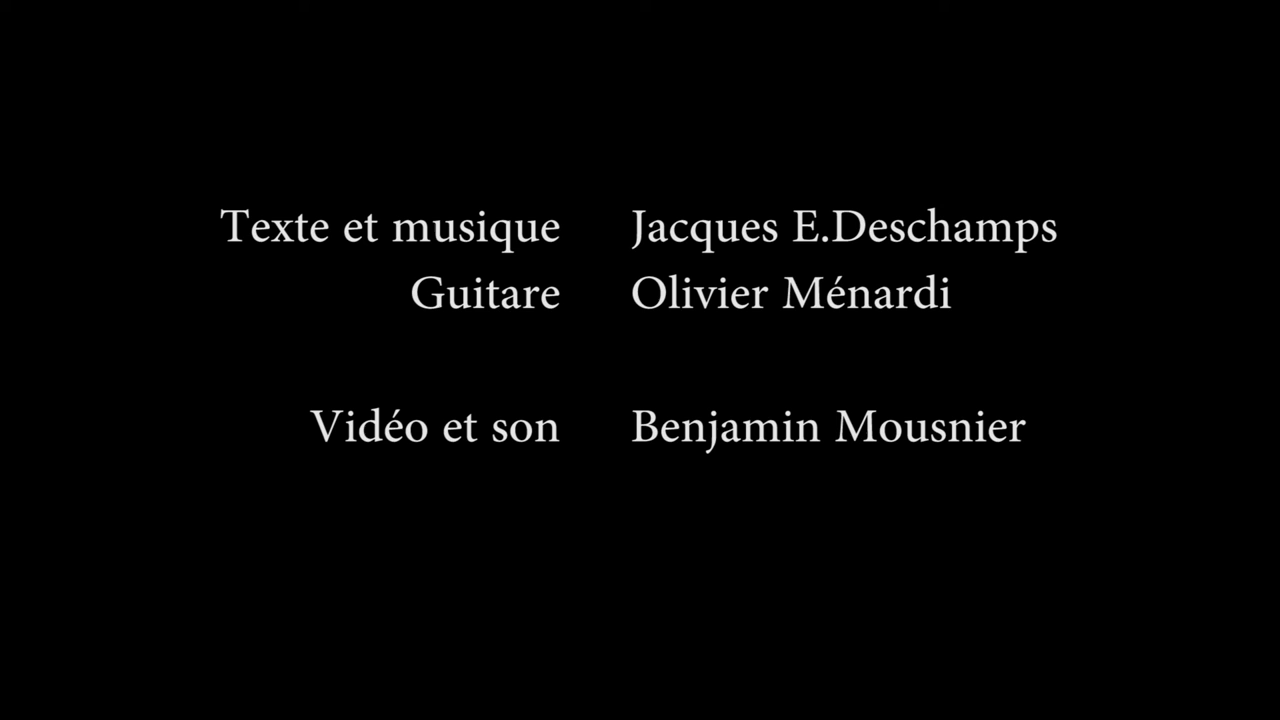 Texte et musique Jacques E.Deschamps
Guitare Olivier Ménardi
Vidéo et son Benjamin Mousnier